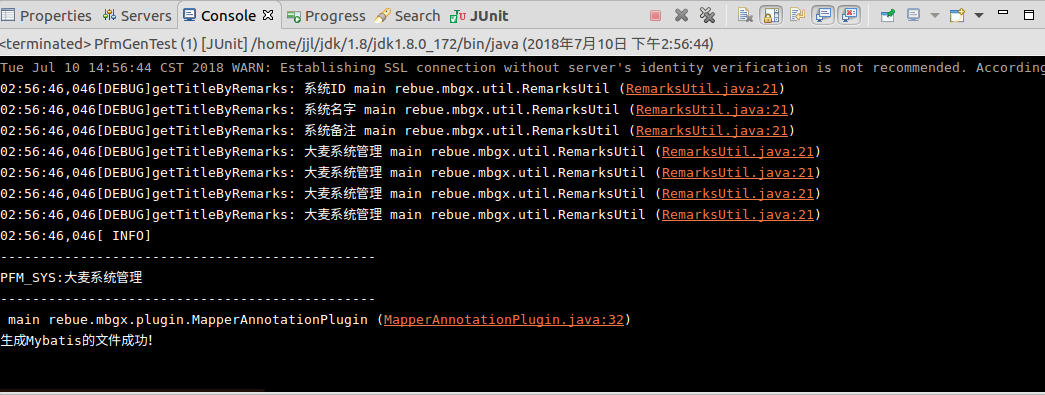 Properties Servers Console Progress Search JUnit
<terminated> PfmGenTest (1) [JUnit] /home/jjl/jdk/1.8/jdk1.8.0_172/bin/java (2018年7月10日 下午2:56:44)
Tue Jul 10 14:56:44 CST 2018 WARN: Establishing SSL connection without server's identity verification is not recommended. According
02:56:46,046[DEBUG]getTitleByRemarks: 系统ID main rebue.mbgx.util.RemarksUtil (RemarksUtil.java:21)
02:56:46,046[DEBUG]getTitleByRemarks: 系统名字 main rebue.mbgx.util.RemarksUtil (RemarksUtil.java:21)
02:56:46,046[DEBUG]getTitleByRemarks: 系统备注 main rebue.mbgx.util.RemarksUtil (RemarksUtil.java:21)
02:56:46,046[DEBUG]getTitleByRemarks: 大麦系统管理 main rebue.mbgx.util.RemarksUtil (RemarksUtil.java:21)
02:56:46,046[DEBUG]getTitleByRemarks: 大麦系统管理 main rebue.mbgx.util.RemarksUtil (RemarksUtil.java:21)
02:56:46,046[DEBUG]getTitleByRemarks: 大麦系统管理 main rebue.mbgx.util.RemarksUtil (RemarksUtil.java:21)
02:56:46,046[DEBUG]getTitleByRemarks: 大麦系统管理 main rebue.mbgx.util.RemarksUtil (RemarksUtil.java:21)
02:56:46,046[ INFO]
-----------------------------------------------
PFM_SYS:大麦系统管理
-----------------------------------------------
main rebue.mbgx.plugin.MapperAnnotationPlugin (MapperAnnotationPlugin.java:32)
生成Mybatis的文件成功!